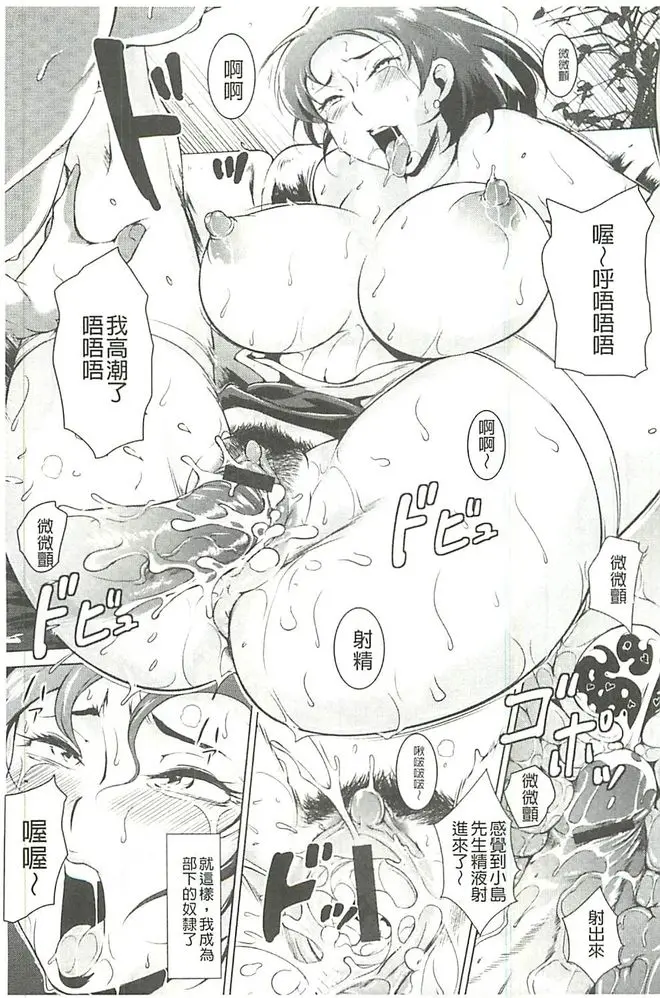 微微顫
啊啊
喔～呼唔唔唔
我高潮了
唔唔唔
啊啊～
ドビュ
微微顫
ドビュ
射精
微微顫
ゴポッ
微微顫
射出來
感覺到小島
先生精液射
進來了～
啾啵啵啵～
ド
就這樣，我成為
部下的奴隸了
喔喔～